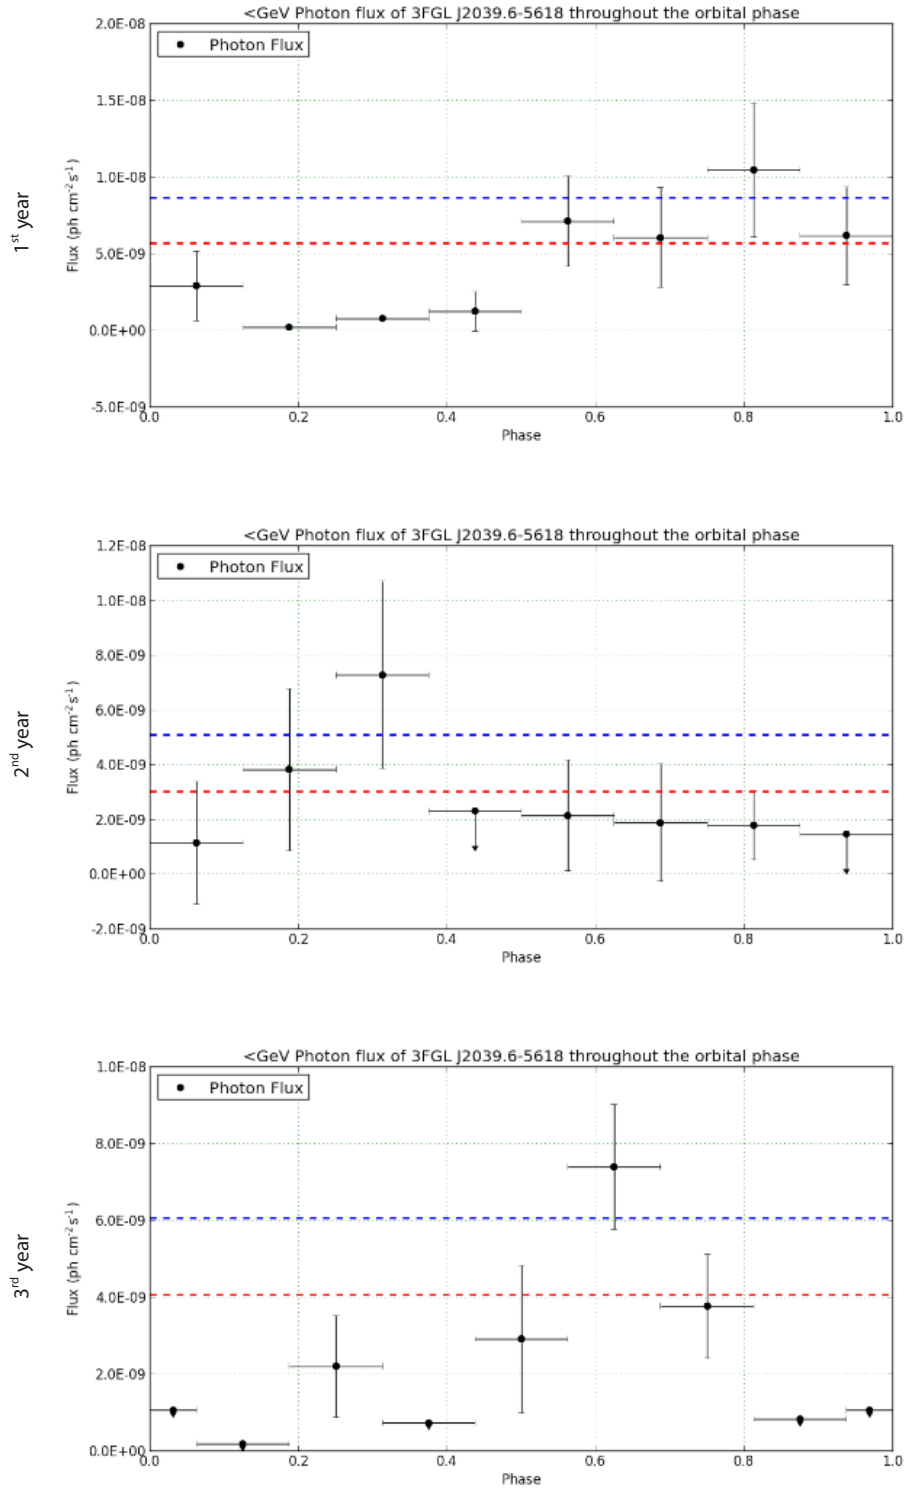 1st year
<GeV Photon flux of 3FGL J2039.6-5618 throughout the orbital phase
Photon Flux
Flux (ph cm-2s-1)
2.0E-08
1.5E-08
1.0E-08
5.0E-09
0.0E+00
-5.0E-09
0.0 0.2 0.4 0.6 0.8 1.0
Phase
2nd year
<GeV Photon flux of 3FGL J2039.6-5618 throughout the orbital phase
Photon Flux
Flux (ph cm-2s-1)
1.2E-08
1.0E-08
8.0E-09
6.0E-09
4.0E-09
2.0E-09
0.0E+00
-2.0E-09
0.0 0.2 0.4 0.6 0.8 1.0
Phase
3rd year
<GeV Photon flux of 3FGL J2039.6-5618 throughout the orbital phase
Photon Flux
Flux (ph cm-2s-1)
1.0E-08
8.0E-09
6.0E-09
4.0E-09
2.0E-09
0.0E+00
0.0 0.2 0.4 0.6 0.8 1.0
Phase